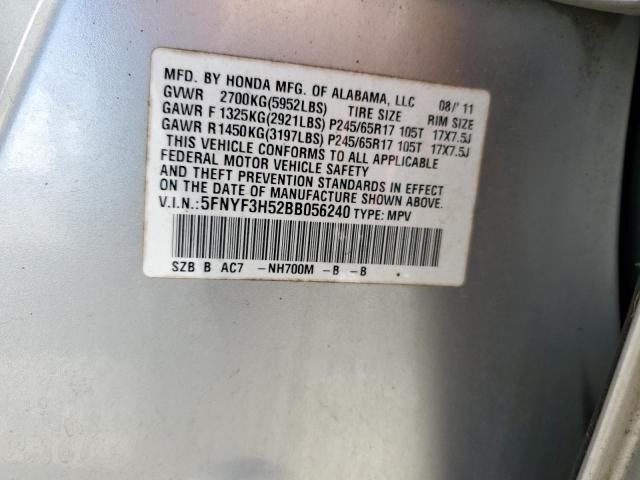 MFD. BY HONDA MFG. OF ALABAMA, LLC 08/'11
GVWR 2700KG(5952LBS) TIRE SIZE RIM SIZE
GAWR F 1325KG(2921LBS) P245/65R17 105T 17X7.5J
GAWR R 1450KG(3197LBS) P245/65R17 105T 17X7.5J
THIS VEHICLE CONFORMS TO ALL APPLICABLE
FEDERAL MOTOR VEHICLE SAFETY
AND THEFT PREVENTION STANDARDS IN EFFECT
ON THE DATE OF MANUFACTURE SHOWN ABOVE.
V.I.N.:5FNYF3H52BB056240 TYPE: MPV
SZB B AC7 -NH700M -B -B